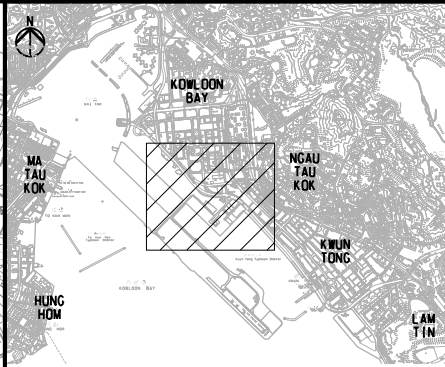 N
KOWLOON
BAY
MA
TAU
KOK
NGAU
TAU
KOK
KWUN
TONG
KOWLOON BAY
HUNG
HOM
LAM
TIN